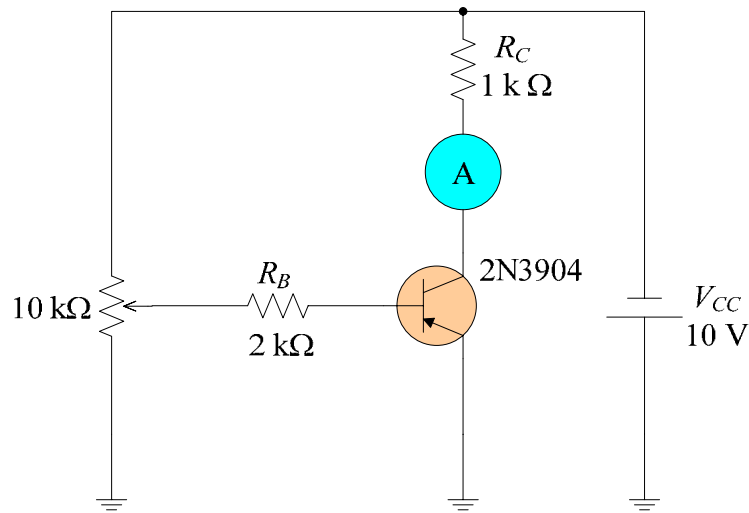 R_C
1 k Ω
A
2N3904
R_B
10 kΩ
2 kΩ
V_CC
10 V